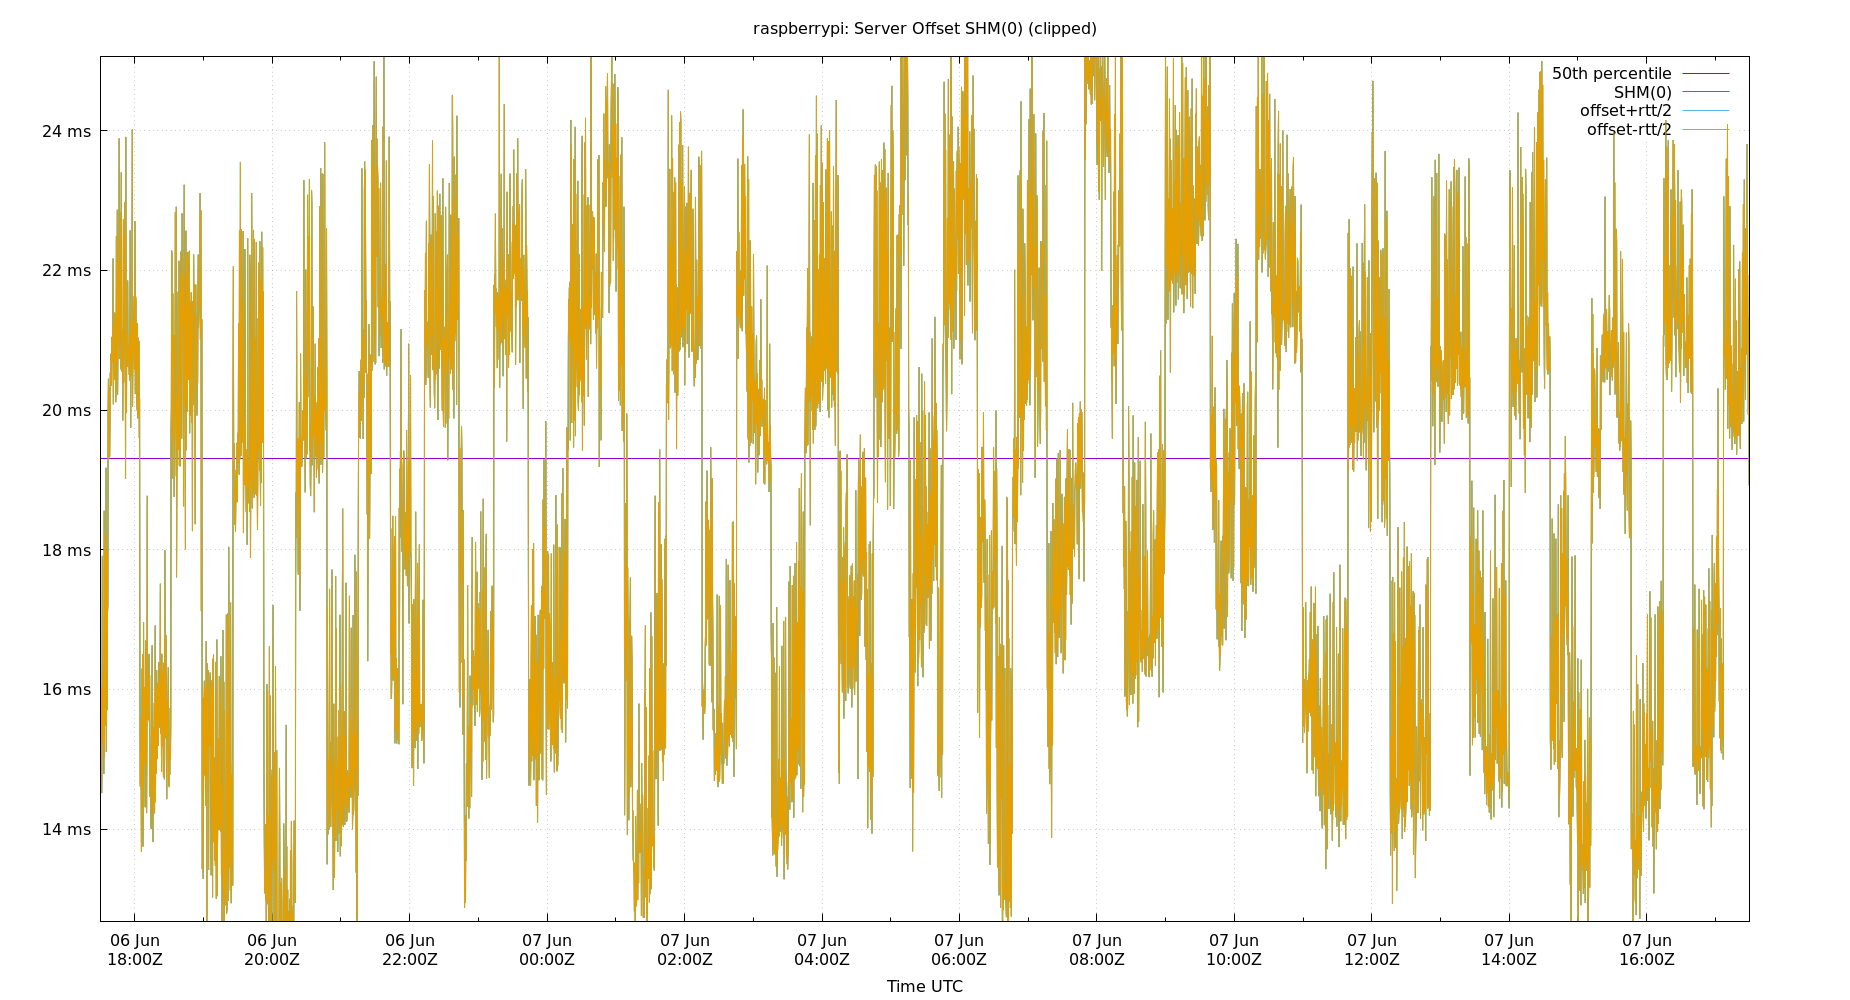 raspberrypi: Server Offset SHM(0) (clipped)
50th percentile
SHM(0)
offset+rtt/2
offset-rtt/2
24 ms
22 ms
20 ms
18 ms
16 ms
14 ms
06 Jun 06 Jun 06 Jun 07 Jun 07 Jun 07 Jun 07 Jun 07 Jun 07 Jun 07 Jun 07 Jun 07 Jun
18:00Z 20:00Z 22:00Z 00:00Z 02:00Z 04:00Z 06:00Z 08:00Z 10:00Z 12:00Z 14:00Z 16:00Z
Time UTC